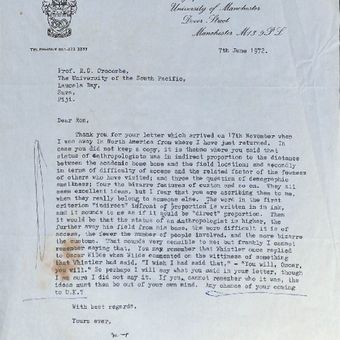 University of Manchester
Dover Street
Manchester M13 9PL
7th June 1972.
Prof. R.G. Crocombe,
The University of the South Pacific,
Laucala Bay,
Suva,
Fiji.
Dear Ron,
Thank you for your letter which arrived on 17th November when
I was away in North America from where I have just returned. In
case you did not keep a copy, it is theme where you said that
status of anthropologists was in indirect proportion to the distance
between the academic home base and the field location; and secondly
in terms of difficulty of access and the related factor of the fewness
of others who have visited; and three the question of demographic
smallness; four the bizarre features of custom and so on. They all
seem excellent ideas, but I fear that you are ascribing them to me,
when they really belong to someone else. The word in the first
criterion "indirect" infront of proportion is written in in ink,
and it sounds to me as if it would be "direct" proportion. Then
it would be that the status of an anthropologist is higher, the
further away his field from his base, the more difficult it is of
access, the fewer the number of people involved, and the more bizarre
the customs. That sounds very sensible to me; but frankly I cannot
remember saying that. You may remember that Whistler once replied
to Oscar Wilde when Wilde commented on the wittiness of something
that Whistler had said, "I wish I had said that," - "You will, Oscar,
you will." So perhaps I will say what you said in your letter, though
I am sure I did not say it. If you, cannot remember who it was, the
ideas must then be out of your own mind. Any chance of your coming
to U.K.?
With best regards,
Yours ever,